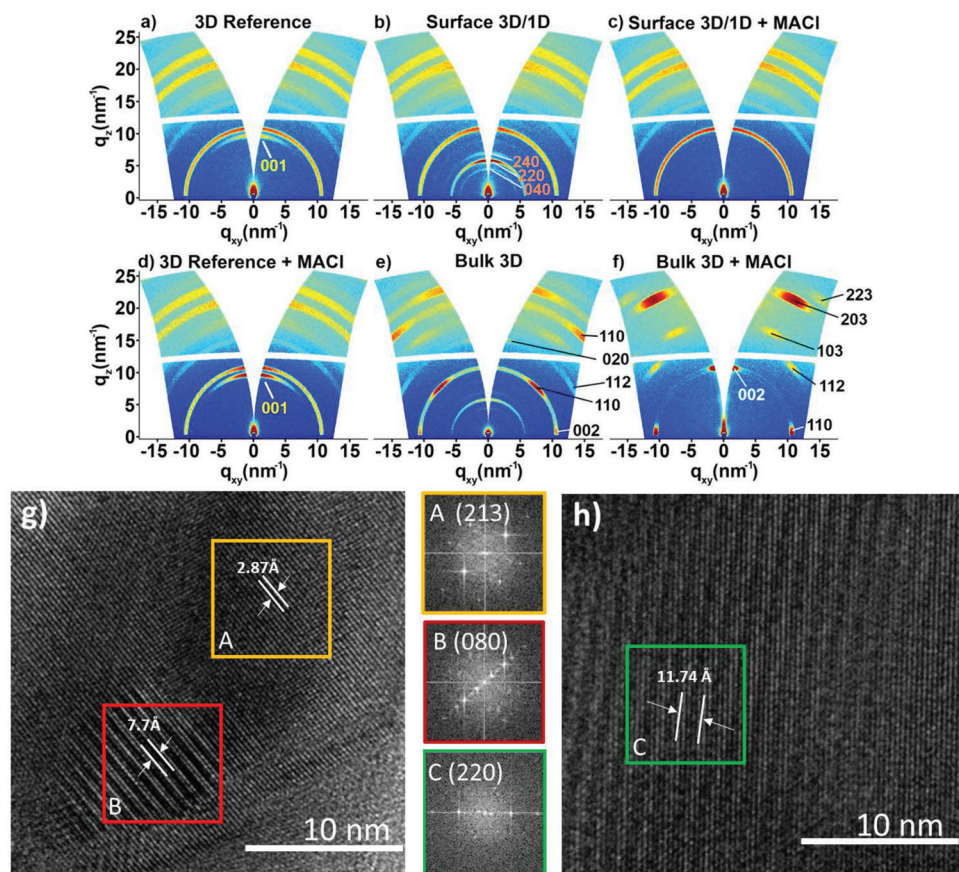 a) 3D Reference
b) Surface 3D/1D
c) Surface 3D/1D + MACl
25
20
15
10
5
0
q_z(nm⁻¹)
001
240
220
040
-15 -10 -5 0 5 10 15
-15 -10 -5 0 5 10 15
-15 -10 -5 0 5 10 15
q_xy(nm⁻¹)
q_xy(nm⁻¹)
q_xy(nm⁻¹)
d) 3D Reference + MACl
e) Bulk 3D
f) Bulk 3D + MACl
25
20
15
10
5
0
q_z(nm⁻¹)
001
110
020
112
110
002
223
203
103
002
112
110
-15 -10 -5 0 5 10 15
-15 -10 -5 0 5 10 15
-15 -10 -5 0 5 10 15
q_xy(nm⁻¹)
q_xy(nm⁻¹)
q_xy(nm⁻¹)
g)
2.87Å
A
7.7Å
B
10 nm
A (213)
B (080)
C (220)
h)
11.74 Å
C
10 nm